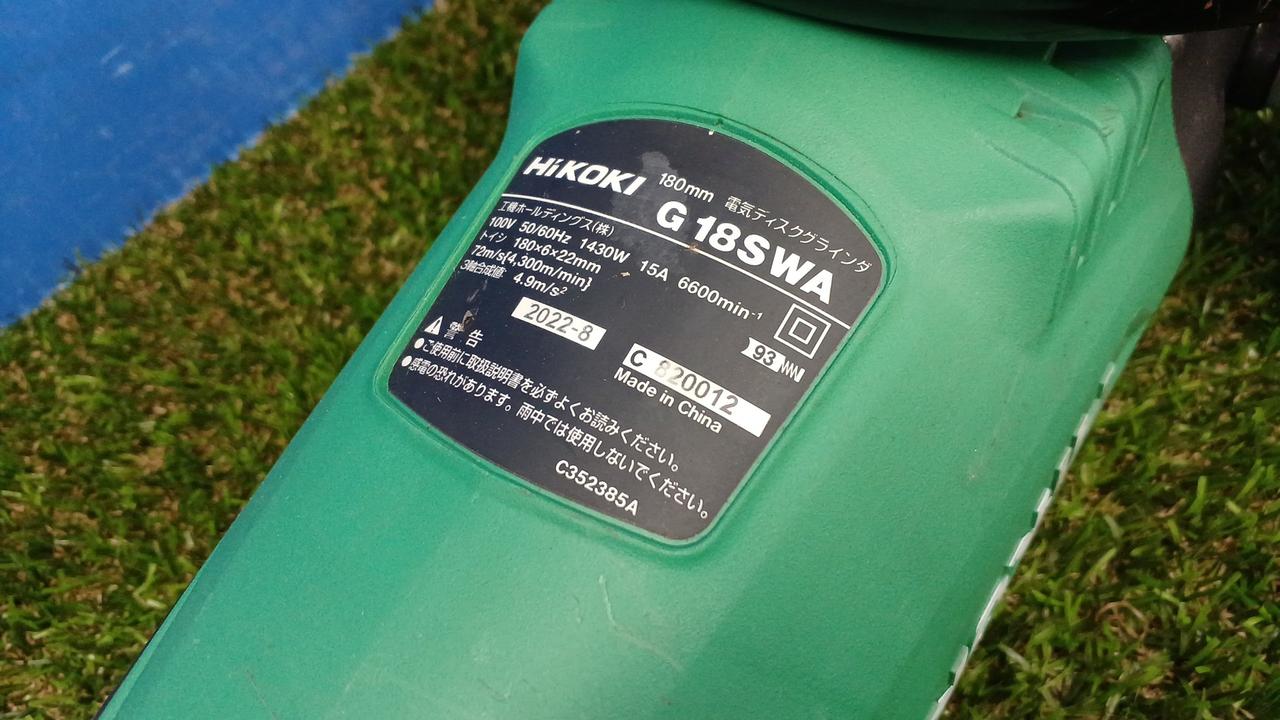 HiKOKI 180mm 電気ディスクグラインダ
G 18SWA
工機ホールディングス(株)
100V 50/60Hz 1430W 15A 6600min⁻¹
トイシ 180×6×22mm
72m/s{4,300m/min}
3軸合成値: 4.9m/s²
93
2022-8
C 820012
Made in China
警告
●ご使用前に取扱説明書を必ずよくお読みください。
●感電の恐れがあります。雨中では使用しないでください。
C352385A